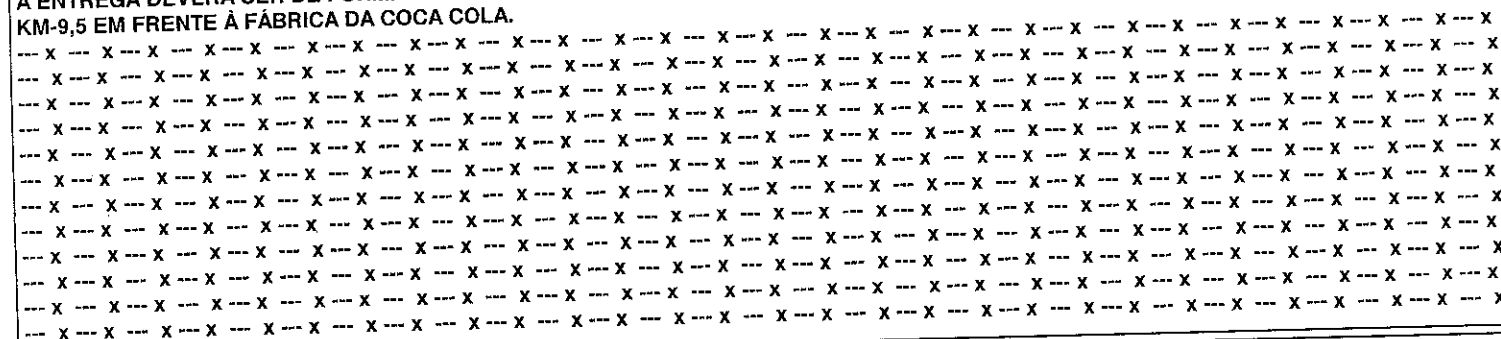 A ENTREGA DEVERÁ SER DE
KM-9,5 EM FRENTE À FÁBRICA DA COCA COLA.
--- X --- X --- X --- X --- X --- X --- X --- X --- X --- X --- X --- X --- X --- X --- X --- X --- X --- X --- X --- X --- X --- X --- X --- X --- X --- X --- X --- X --- X
--- X --- X --- X --- X --- X --- X --- X --- X --- X --- X --- X --- X --- X --- X --- X --- X --- X --- X --- X --- X --- X --- X --- X --- X --- X --- X --- X --- X --- X
--- X --- X --- X --- X --- X --- X --- X --- X --- X --- X --- X --- X --- X --- X --- X --- X --- X --- X --- X --- X --- X --- X --- X --- X --- X --- X --- X --- X --- X
--- X --- X --- X --- X --- X --- X --- X --- X --- X --- X --- X --- X --- X --- X --- X --- X --- X --- X --- X --- X --- X --- X --- X --- X --- X --- X --- X --- X --- X
--- X --- X --- X --- X --- X --- X --- X --- X --- X --- X --- X --- X --- X --- X --- X --- X --- X --- X --- X --- X --- X --- X --- X --- X --- X --- X --- X --- X --- X
--- X --- X --- X --- X --- X --- X --- X --- X --- X --- X --- X --- X --- X --- X --- X --- X --- X --- X --- X --- X --- X --- X --- X --- X --- X --- X --- X --- X --- X
--- X --- X --- X --- X --- X --- X --- X --- X --- X --- X --- X --- X --- X --- X --- X --- X --- X --- X --- X --- X --- X --- X --- X --- X --- X --- X --- X --- X --- X
--- X --- X --- X --- X --- X --- X --- X --- X --- X --- X --- X --- X --- X --- X --- X --- X --- X --- X --- X --- X --- X --- X --- X --- X --- X --- X --- X --- X --- X
--- X --- X --- X --- X --- X --- X --- X --- X --- X --- X --- X --- X --- X --- X --- X --- X --- X --- X --- X --- X --- X --- X --- X --- X --- X --- X --- X --- X --- X
--- X --- X --- X --- X --- X --- X --- X --- X --- X --- X --- X --- X --- X --- X --- X --- X --- X --- X --- X --- X --- X --- X --- X --- X --- X --- X --- X --- X --- X
--- X --- X --- X --- X --- X --- X --- X --- X --- X --- X --- X --- X --- X --- X --- X --- X --- X --- X --- X --- X --- X --- X --- X --- X --- X --- X --- X --- X --- X
--- X --- X --- X --- X --- X --- X --- X --- X --- X --- X --- X --- X --- X --- X --- X --- X --- X --- X --- X --- X --- X --- X --- X --- X --- X --- X --- X --- X --- X